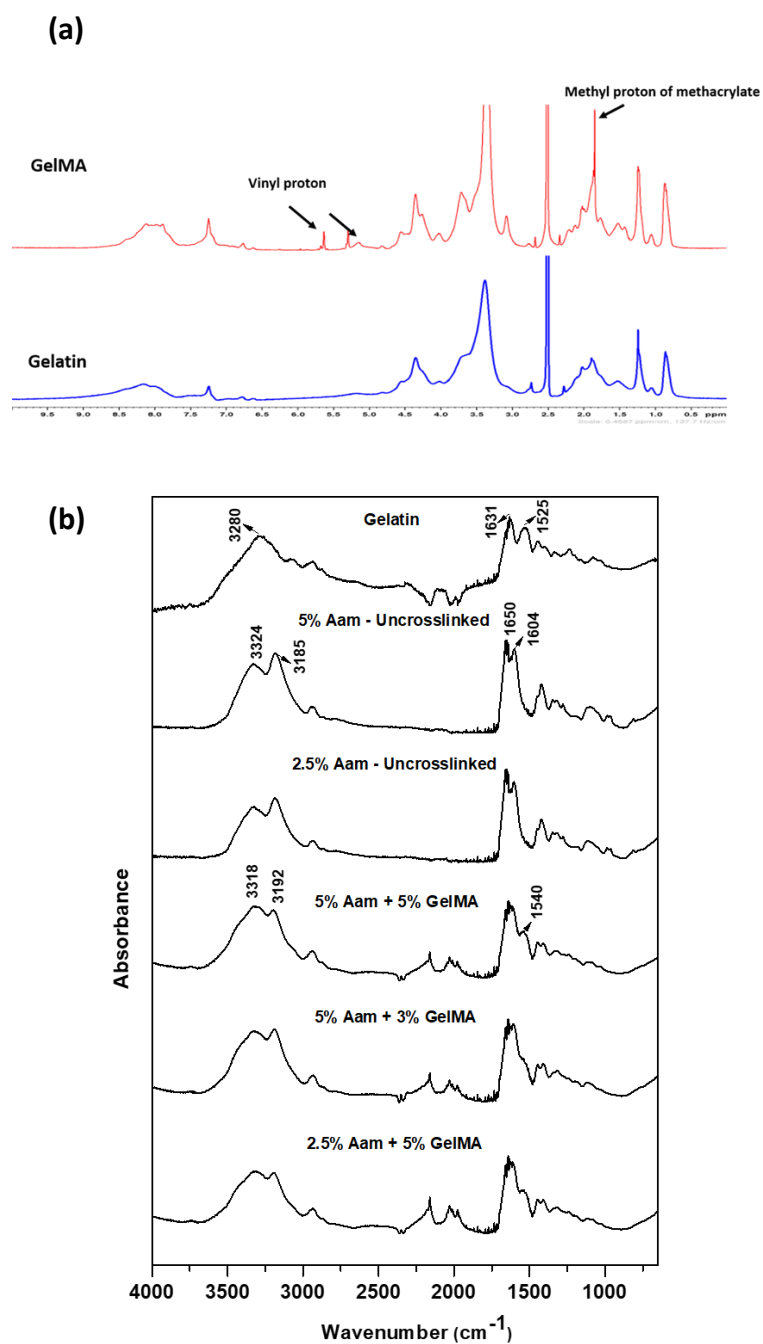 (a)
Methyl proton of methacrylate
GelMA
Vinyl proton
Gelatin
9.5 9.0 8.5 8.0 7.5 7.0 6.5 6.0 5.5 5.0 4.5 4.0 3.5 3.0 2.5 2.0 1.5 1.0 0.5 ppm
(b)
3280
Gelatin
1631
1525
5% Aam - Uncrosslinked
3324
3185
1650
1604
2.5% Aam - Uncrosslinked
3318
3192
5% Aam + 5% GelMA
1540
5% Aam + 3% GelMA
2.5% Aam + 5% GelMA
Absorbance
4000 3500 3000 2500 2000 1500 1000
Wavenumber (cm-1)